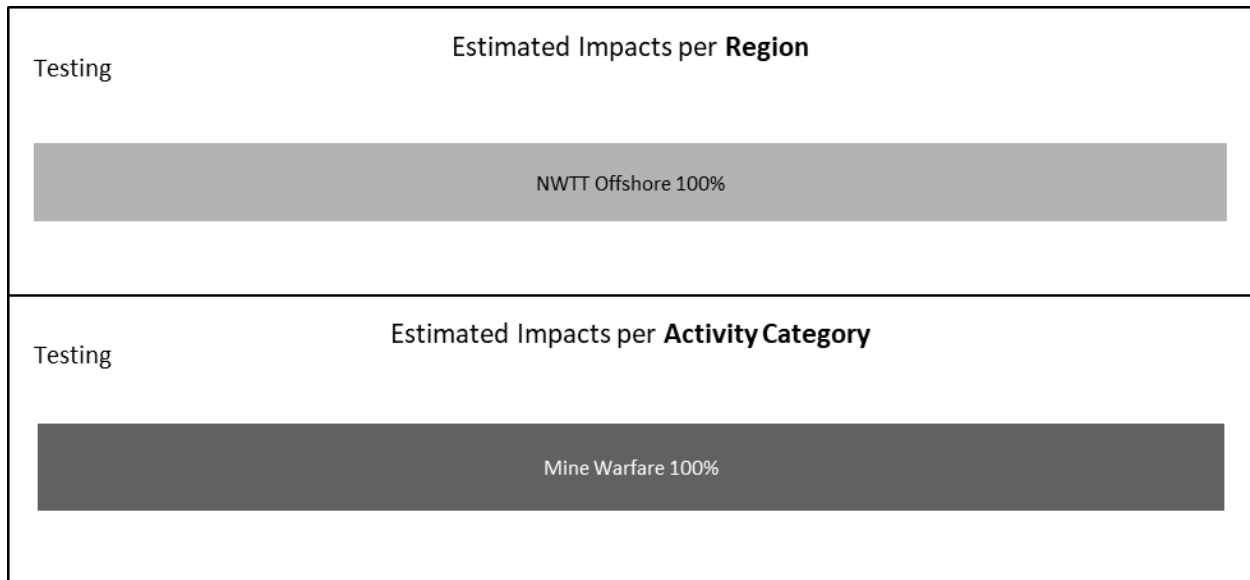 Estimated Impacts per Region
Testing
NWTT Offshore 100%
Estimated Impacts per Activity Category
Testing
Mine Warfare 100%